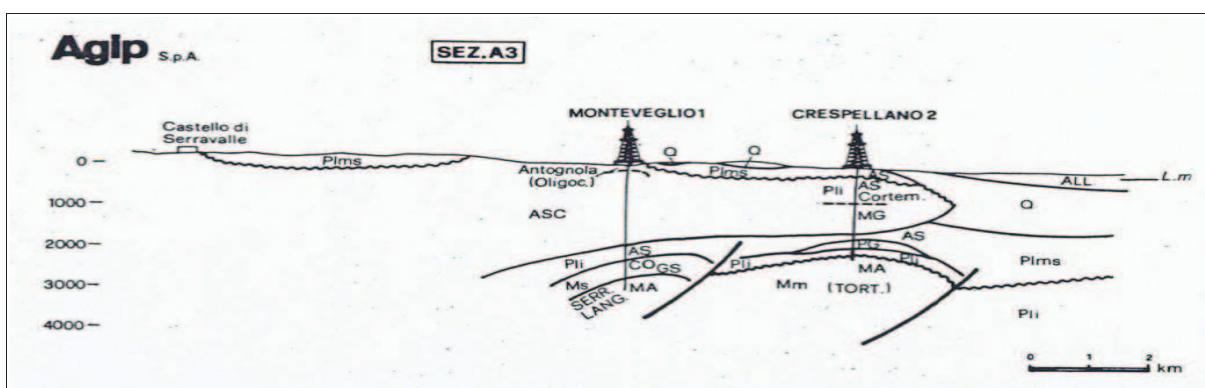 Agip S.p.A.
SEZ.A3
MONTEVEGLIO 1
CRESPELLANO 2
Castello di
Serravalle
0
Plms
Antognola
(Oligoc.)
Q
Q
Plms
AS
Pli
AS
Cortem.
ALL.
L.m
1000
ASC
MG
Q
2000
AS
AS
Pli
CO
GS
Pli
PG
Pli
Plms
3000
Ms
SERR.
LANG.
MA
Mm
MA
(TORT.)
4000
Pli
0 1 2
km